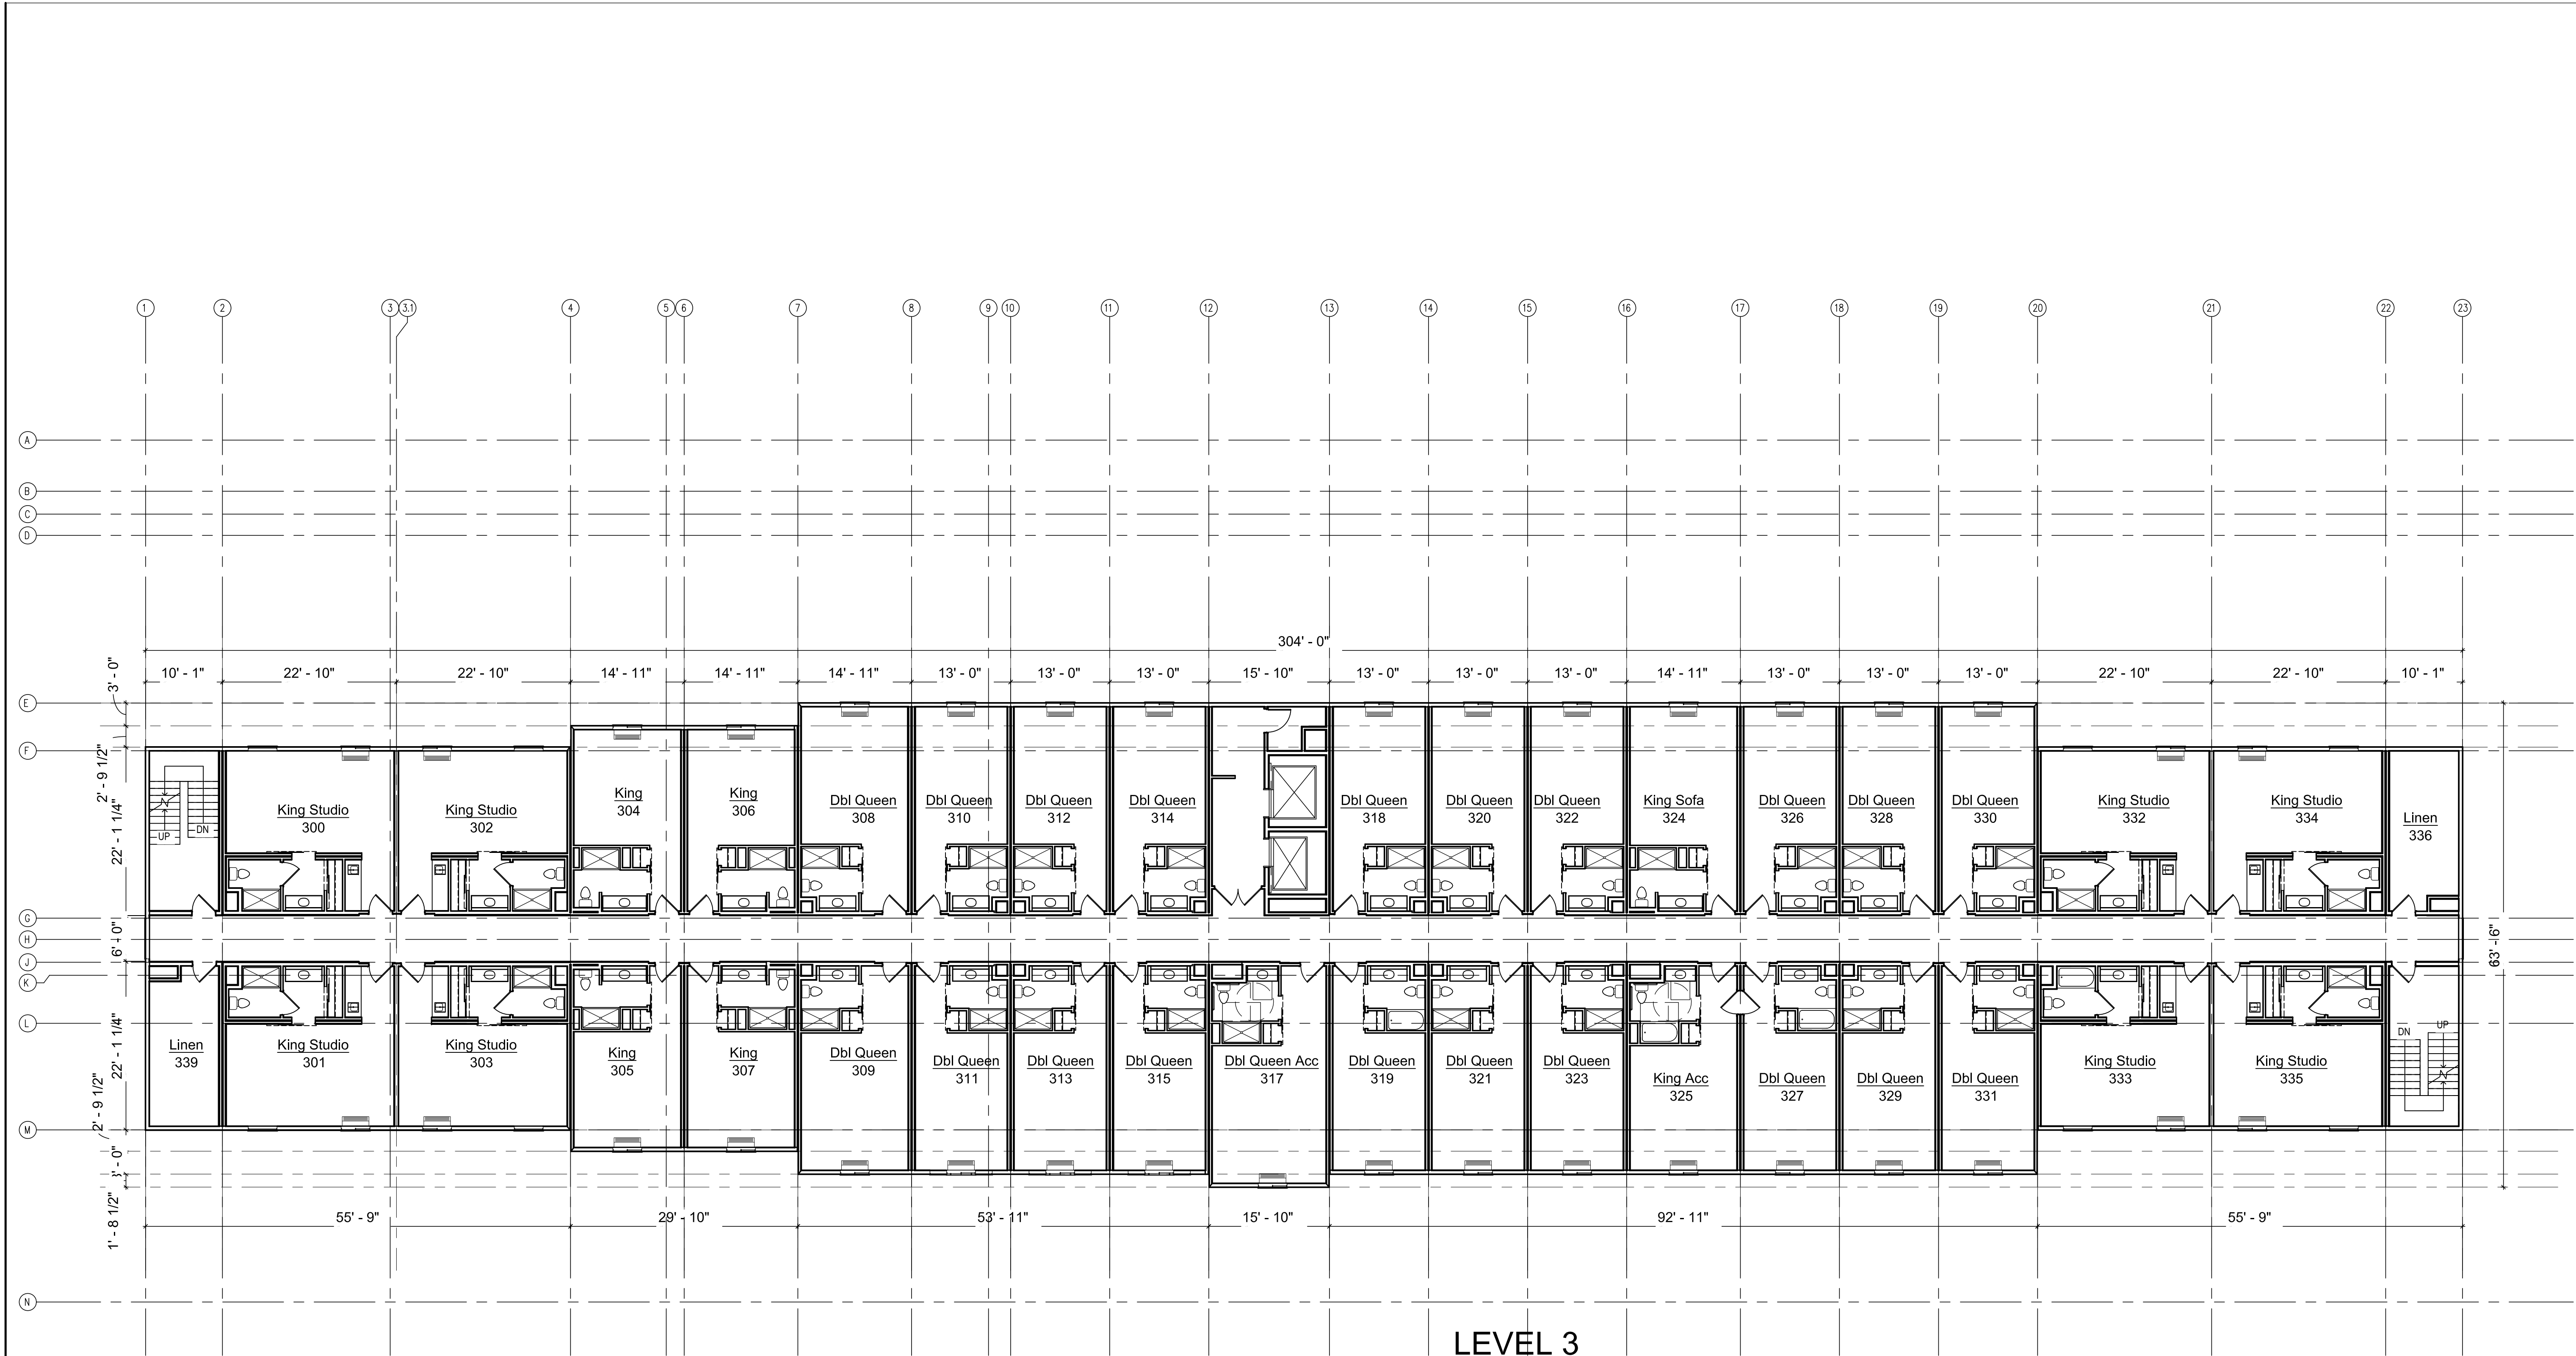 1 2 3 3.1 4 5 6 7 8 9 10 11 12 13 14 15 16 17 18 19 20 21 22 23
A
B
C
D
304' - 0"
10' - 1" 22' - 10" 22' - 10" 14' - 11" 14' - 11" 14' - 11" 13' - 0" 13' - 0" 13' - 0" 15' - 10" 13' - 0" 13' - 0" 13' - 0" 14' - 11" 13' - 0" 13' - 0" 13' - 0" 22' - 10" 22' - 10" 10' - 1"
3' - 0"
E
F
2' - 9 1/2"
22' - 1 1/4"
UP
DN
King Studio
300
King Studio
302
King
304
King
306
Dbl Queen
308
Dbl Queen
310
Dbl Queen
312
Dbl Queen
314
Dbl Queen
318
Dbl Queen
320
Dbl Queen
322
King Sofa
324
Dbl Queen
326
Dbl Queen
328
Dbl Queen
330
King Studio
332
King Studio
334
Linen
336
G
H
J
K
6' - 0"
63' - 6"
L
22' - 1 1/4"
Linen
339
King Studio
301
King Studio
303
King
305
King
307
Dbl Queen
309
Dbl Queen
311
Dbl Queen
313
Dbl Queen
315
Dbl Queen Acc
317
Dbl Queen
319
Dbl Queen
321
Dbl Queen
323
King Acc
325
Dbl Queen
327
Dbl Queen
329
Dbl Queen
331
King Studio
333
King Studio
335
DN
UP
M
2' - 9 1/2"
3' - 0"
1' - 8 1/2"
55' - 9" 29' - 10" 53' - 11" 15' - 10" 92' - 11" 55' - 9"
N
LEVEL 3